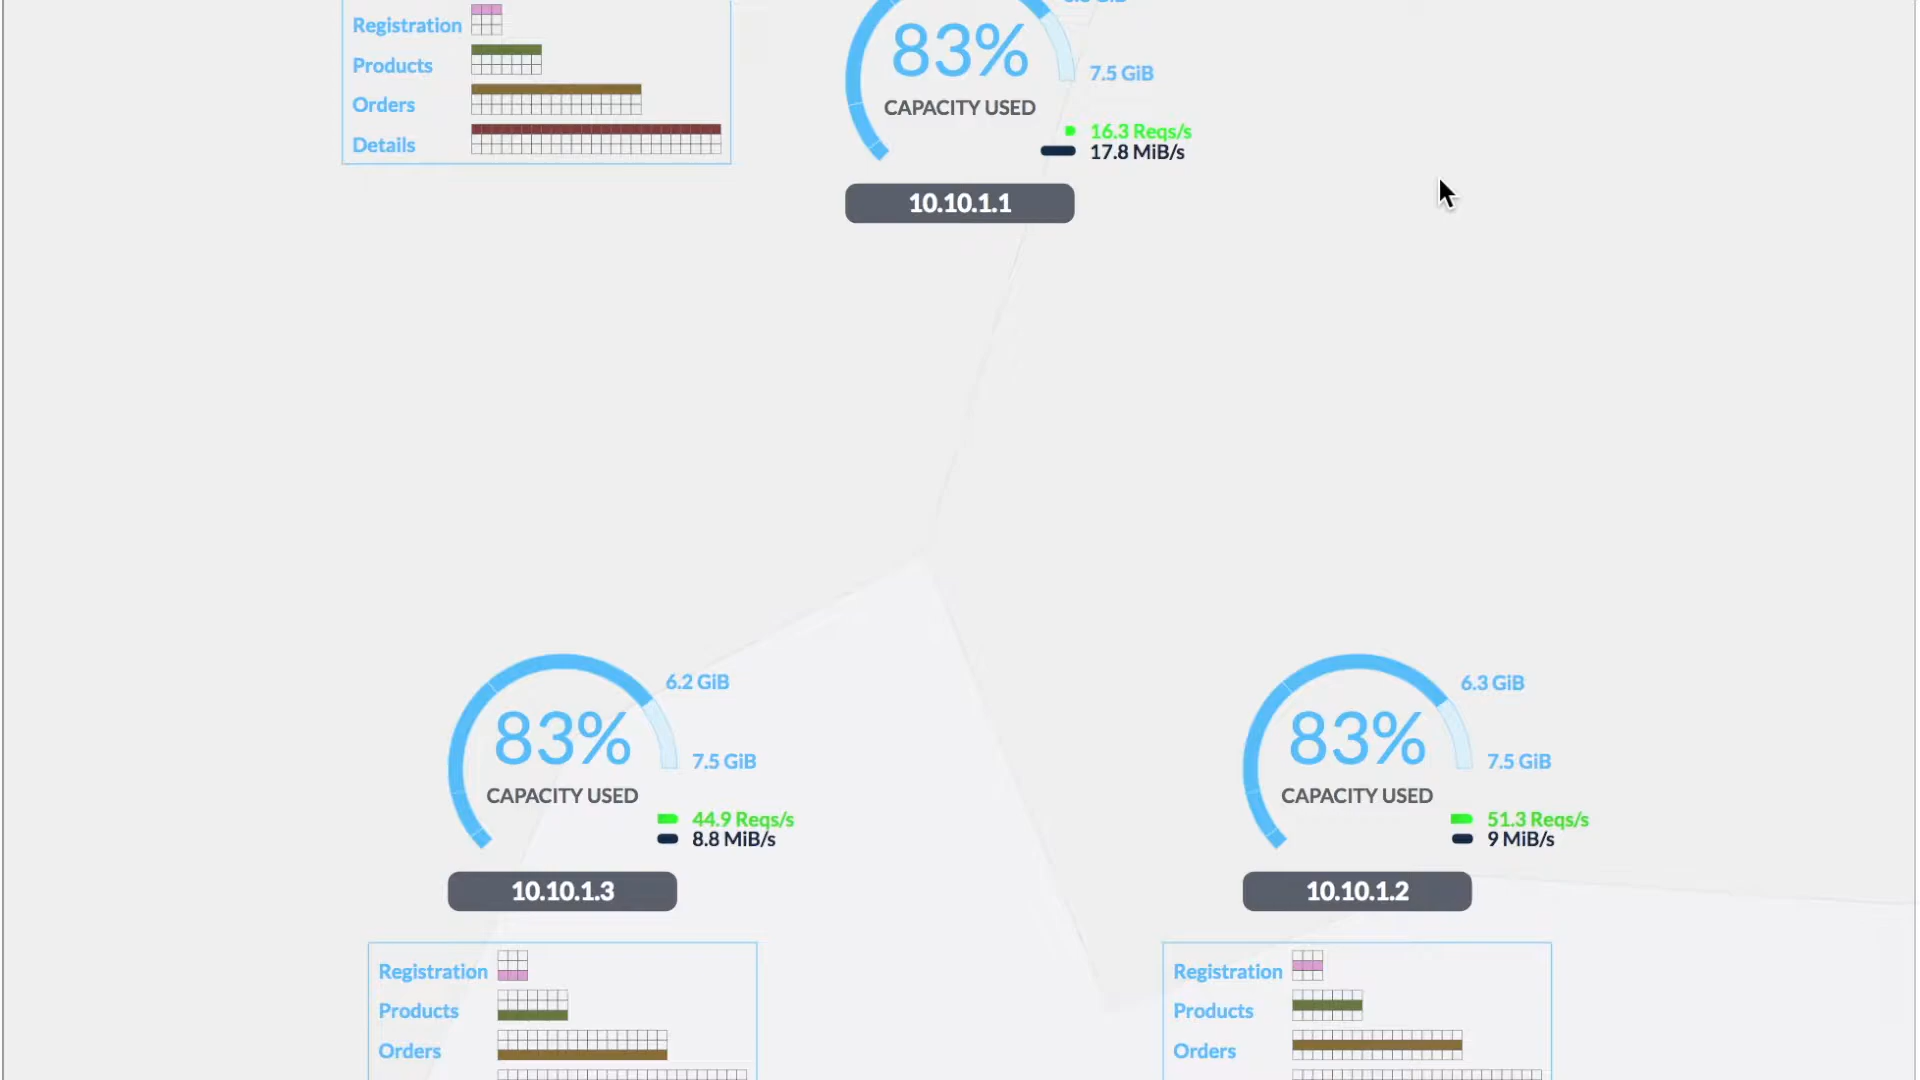 Registration
Products
Orders
Details
83%
CAPACITY USED
7.5 GiB
16.3 Reqs/s
17.8 MiB/s
10.10.1.1
83%
CAPACITY USED
6.2 GiB
7.5 GiB
44.9 Reqs/s
8.8 MiB/s
10.10.1.3
Registration
Products
Orders
83%
CAPACITY USED
6.3 GiB
7.5 GiB
51.3 Reqs/s
9 MiB/s
10.10.1.2
Registration
Products
Orders